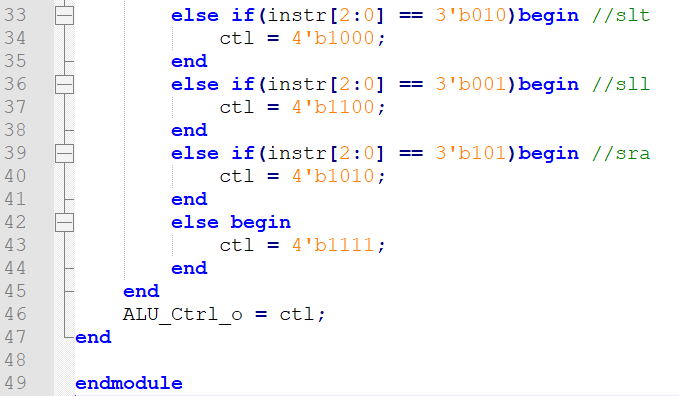 33 else if(instr[2:0] == 3'b010)begin //slt
34 ctl = 4'b1000;
35 end
36 else if(instr[2:0] == 3'b001)begin //sll
37 ctl = 4'b1100;
38 end
39 else if(instr[2:0] == 3'b101)begin //sra
40 ctl = 4'b1010;
41 end
42 else begin
43 ctl = 4'b1111;
44 end
45 end
46 ALU_Ctrl_o = ctl;
47 end
48
49 endmodule